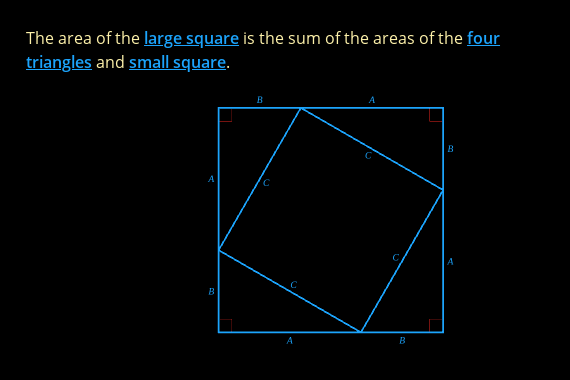 The area of the large square is the sum of the areas of the four
triangles and small square.
B A
B
C
A C
C
A
C
B
A B